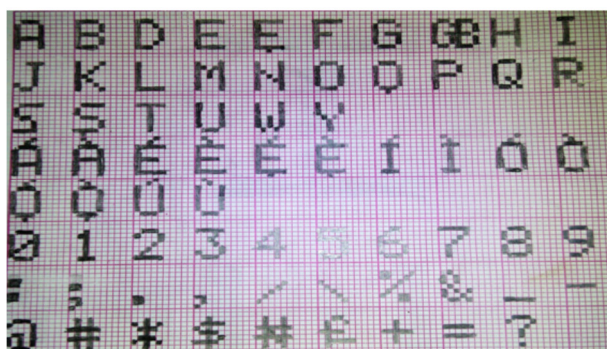 A B D E Ẹ F G GB H I
J K L M N O Ọ P Q R
S Ṣ T U W Y
Á À É È Ẹ́ Ẹ̀ Í Ì Ó Ò
Ọ́ Ọ̀ Ú Ù
0 1 2 3 4 5 6 7 8 9
: ; . , / \ % & _ -
@ # * $ ₦ £ + = ?